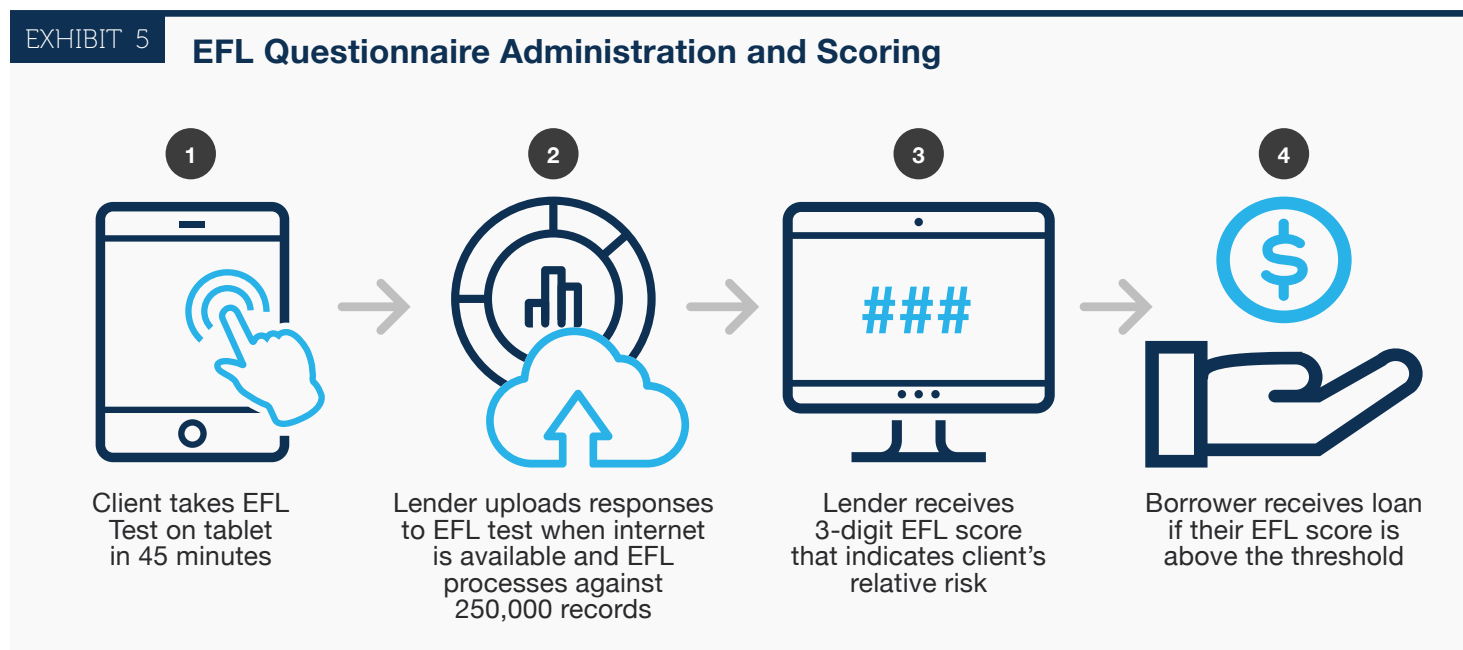 EXHIBIT 5
EFL Questionnaire Administration and Scoring
1
2
3
4
###
$
Client takes EFL
Test on tablet
in 45 minutes
Lender uploads responses
to EFL test when internet
is available and EFL
processes against
250,000 records
Lender receives
3-digit EFL score
that indicates client’s
relative risk
Borrower receives loan
if their EFL score is
above the threshold